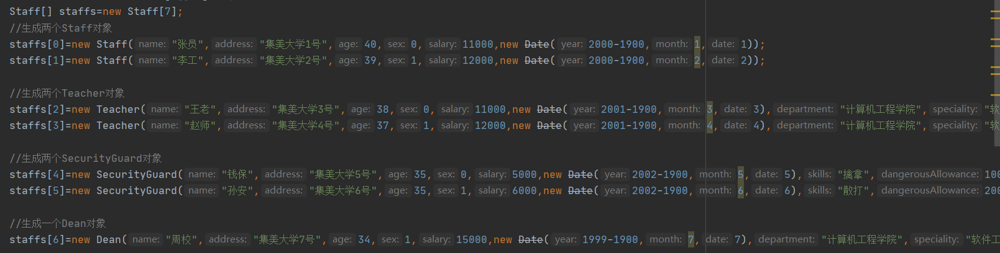 Staff[] staffs=new Staff[7];
//生成两个Staff对象
staffs[0]=new Staff( name: "张员", address: "集美大学1号", age: 40, sex: 0, salary: 11000,new Date( year: 2000-1900, month: 1, date: 1));
staffs[1]=new Staff( name: "李工", address: "集美大学2号", age: 39, sex: 1, salary: 12000,new Date( year: 2000-1900, month: 2, date: 2));
//生成两个Teacher对象
staffs[2]=new Teacher( name: "王老", address: "集美大学3号", age: 38, sex: 0, salary: 11000,new Date( year: 2001-1900, month: 3, date: 3), department: "计算机工程学院", speciality: "软
staffs[3]=new Teacher( name: "赵师", address: "集美大学4号", age: 37, sex: 1, salary: 12000,new Date( year: 2001-1900, month: 4, date: 4), department: "计算机工程学院", speciality: "软
//生成两个SecurityGuard对象
staffs[4]=new SecurityGuard( name: "钱保", address: "集美大学5号", age: 35, sex: 0, salary: 5000,new Date( year: 2002-1900, month: 5, date: 5), skills: "擒拿", dangerousAllowance: 100
staffs[5]=new SecurityGuard( name: "孙安", address: "集美大学6号", age: 35, sex: 1, salary: 6000,new Date( year: 2002-1900, month: 6, date: 6), skills: "散打", dangerousAllowance: 200
//生成一个Dean对象
staffs[6]=new Dean( name: "周校", address: "集美大学7号", age: 34, sex: 1, salary: 15000,new Date( year: 1999-1900, month: 7, date: 7), department: "计算机工程学院", speciality: "软件工